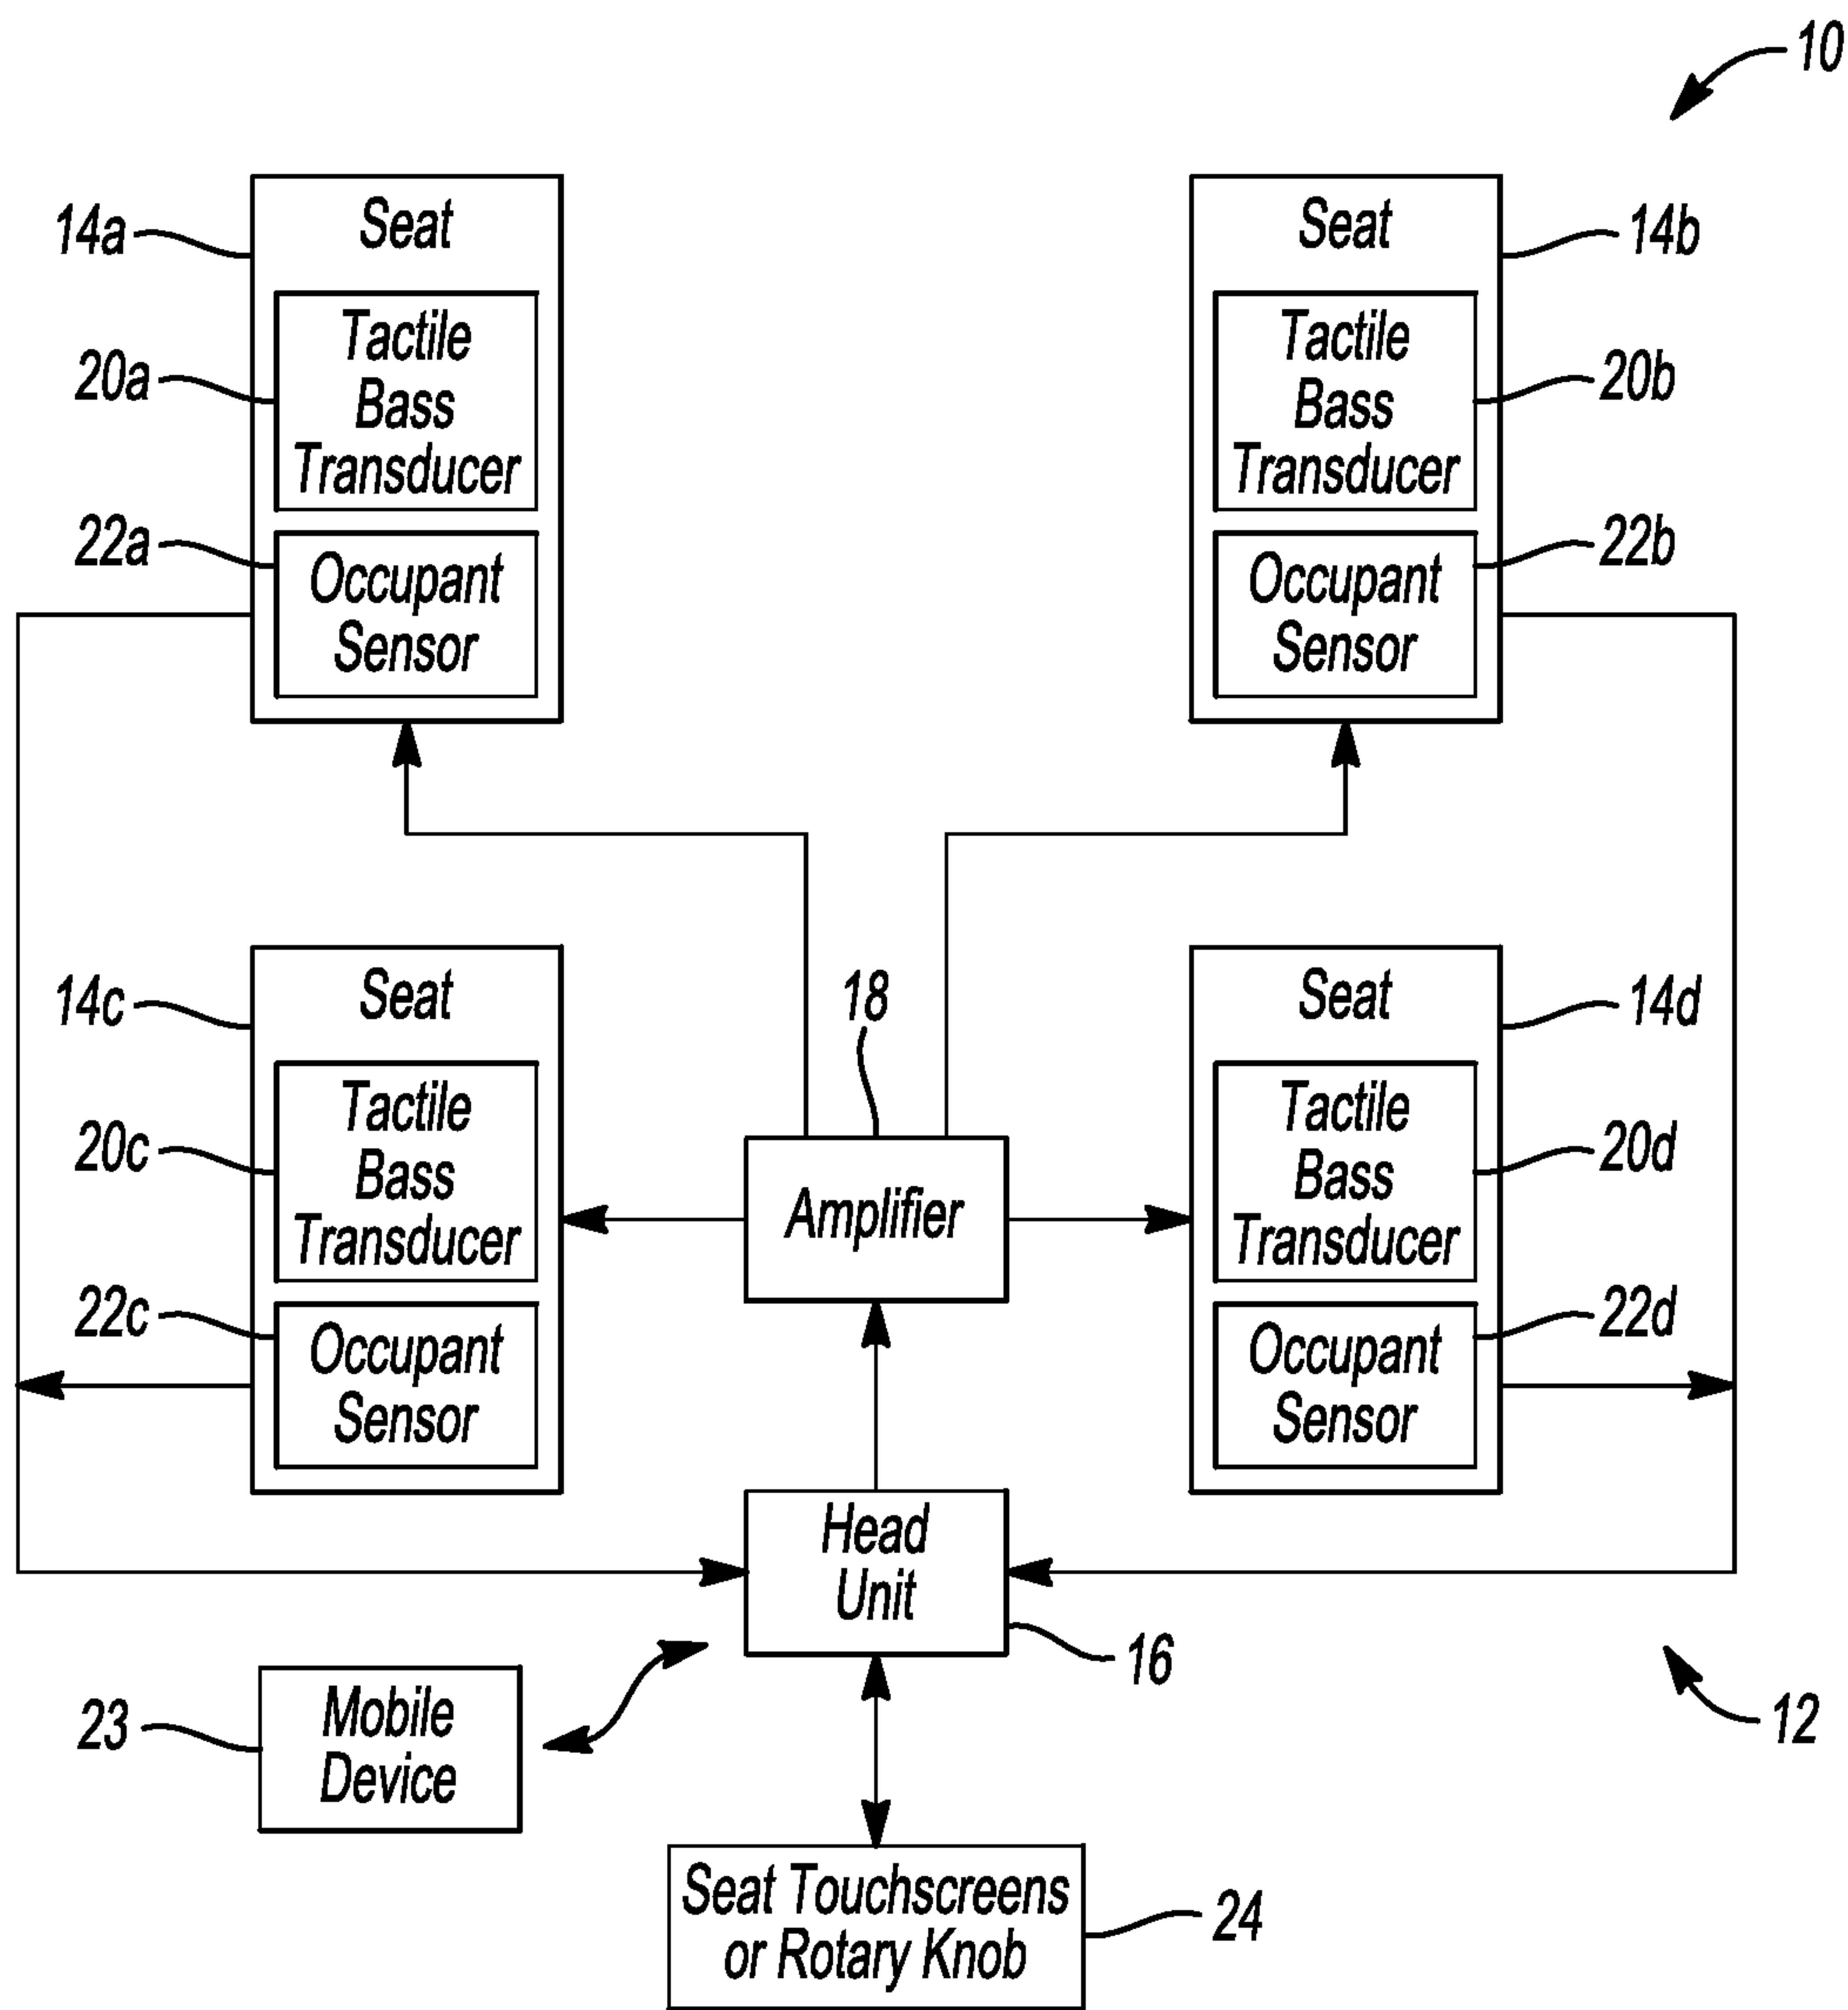 10
14a
Seat
Tactile
Bass
Transducer
20a
22a
Occupant
Sensor
Seat
14b
Tactile
Bass
Transducer
20b
22b
Occupant
Sensor
14c
Seat
Tactile
Bass
Transducer
20c
22c
Occupant
Sensor
18
Amplifier
Seat
14d
Tactile
Bass
Transducer
20d
22d
Occupant
Sensor
Head
Unit
16
12
23
Mobile
Device
Seat Touchscreens
or Rotary Knob
24